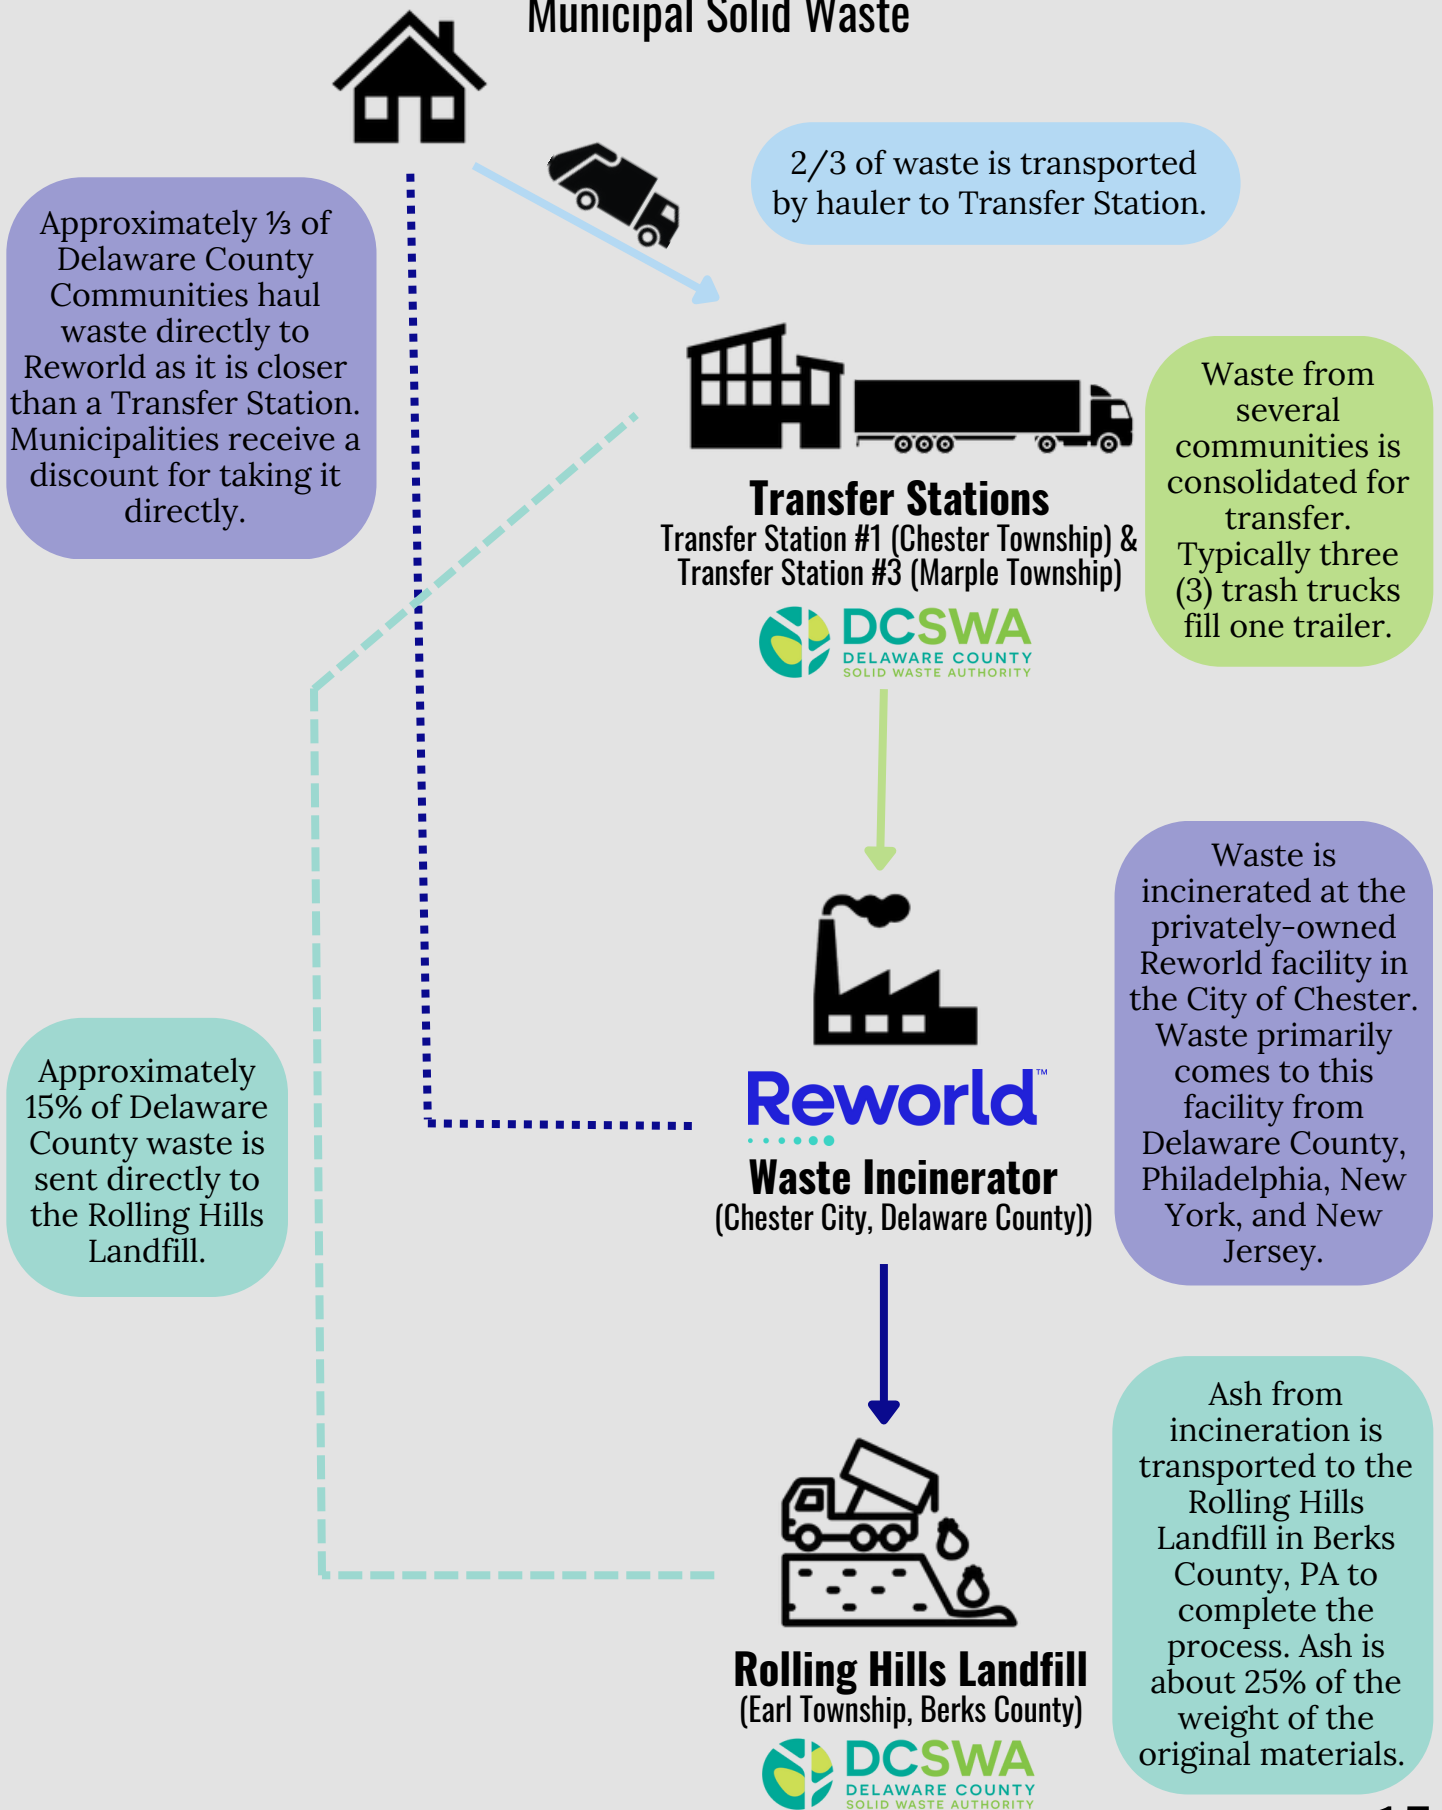 Municipal Solid Waste
2/3 of waste is transported
by hauler to Transfer Station.
Approximately ⅓ of
Delaware County
Communities haul
waste directly to
Reworld as it is closer
than a Transfer Station.
Municipalities receive a
discount for taking it
directly.
Waste from
several
communities is
consolidated for
transfer.
Typically three
(3) trash trucks
fill one trailer.
Transfer Stations
Transfer Station #1 (Chester Township) &
Transfer Station #3 (Marple Township)
DCSWA
DELAWARE COUNTY
SOLID WASTE AUTHORITY
Waste is
incinerated at the
privately-owned
Reworld facility in
the City of Chester.
Waste primarily
comes to this
facility from
Delaware County,
Philadelphia, New
York, and New
Jersey.
Approximately
15% of Delaware
County waste is
sent directly to
the Rolling Hills
Landfill.
Reworld™
Waste Incinerator
(Chester City, Delaware County))
Ash from
incineration is
transported to the
Rolling Hills
Landfill in Berks
County, PA to
complete the
process. Ash is
about 25% of the
weight of the
original materials.
Rolling Hills Landfill
(Earl Township, Berks County)
DCSWA
DELAWARE COUNTY
SOLID WASTE AUTHORITY